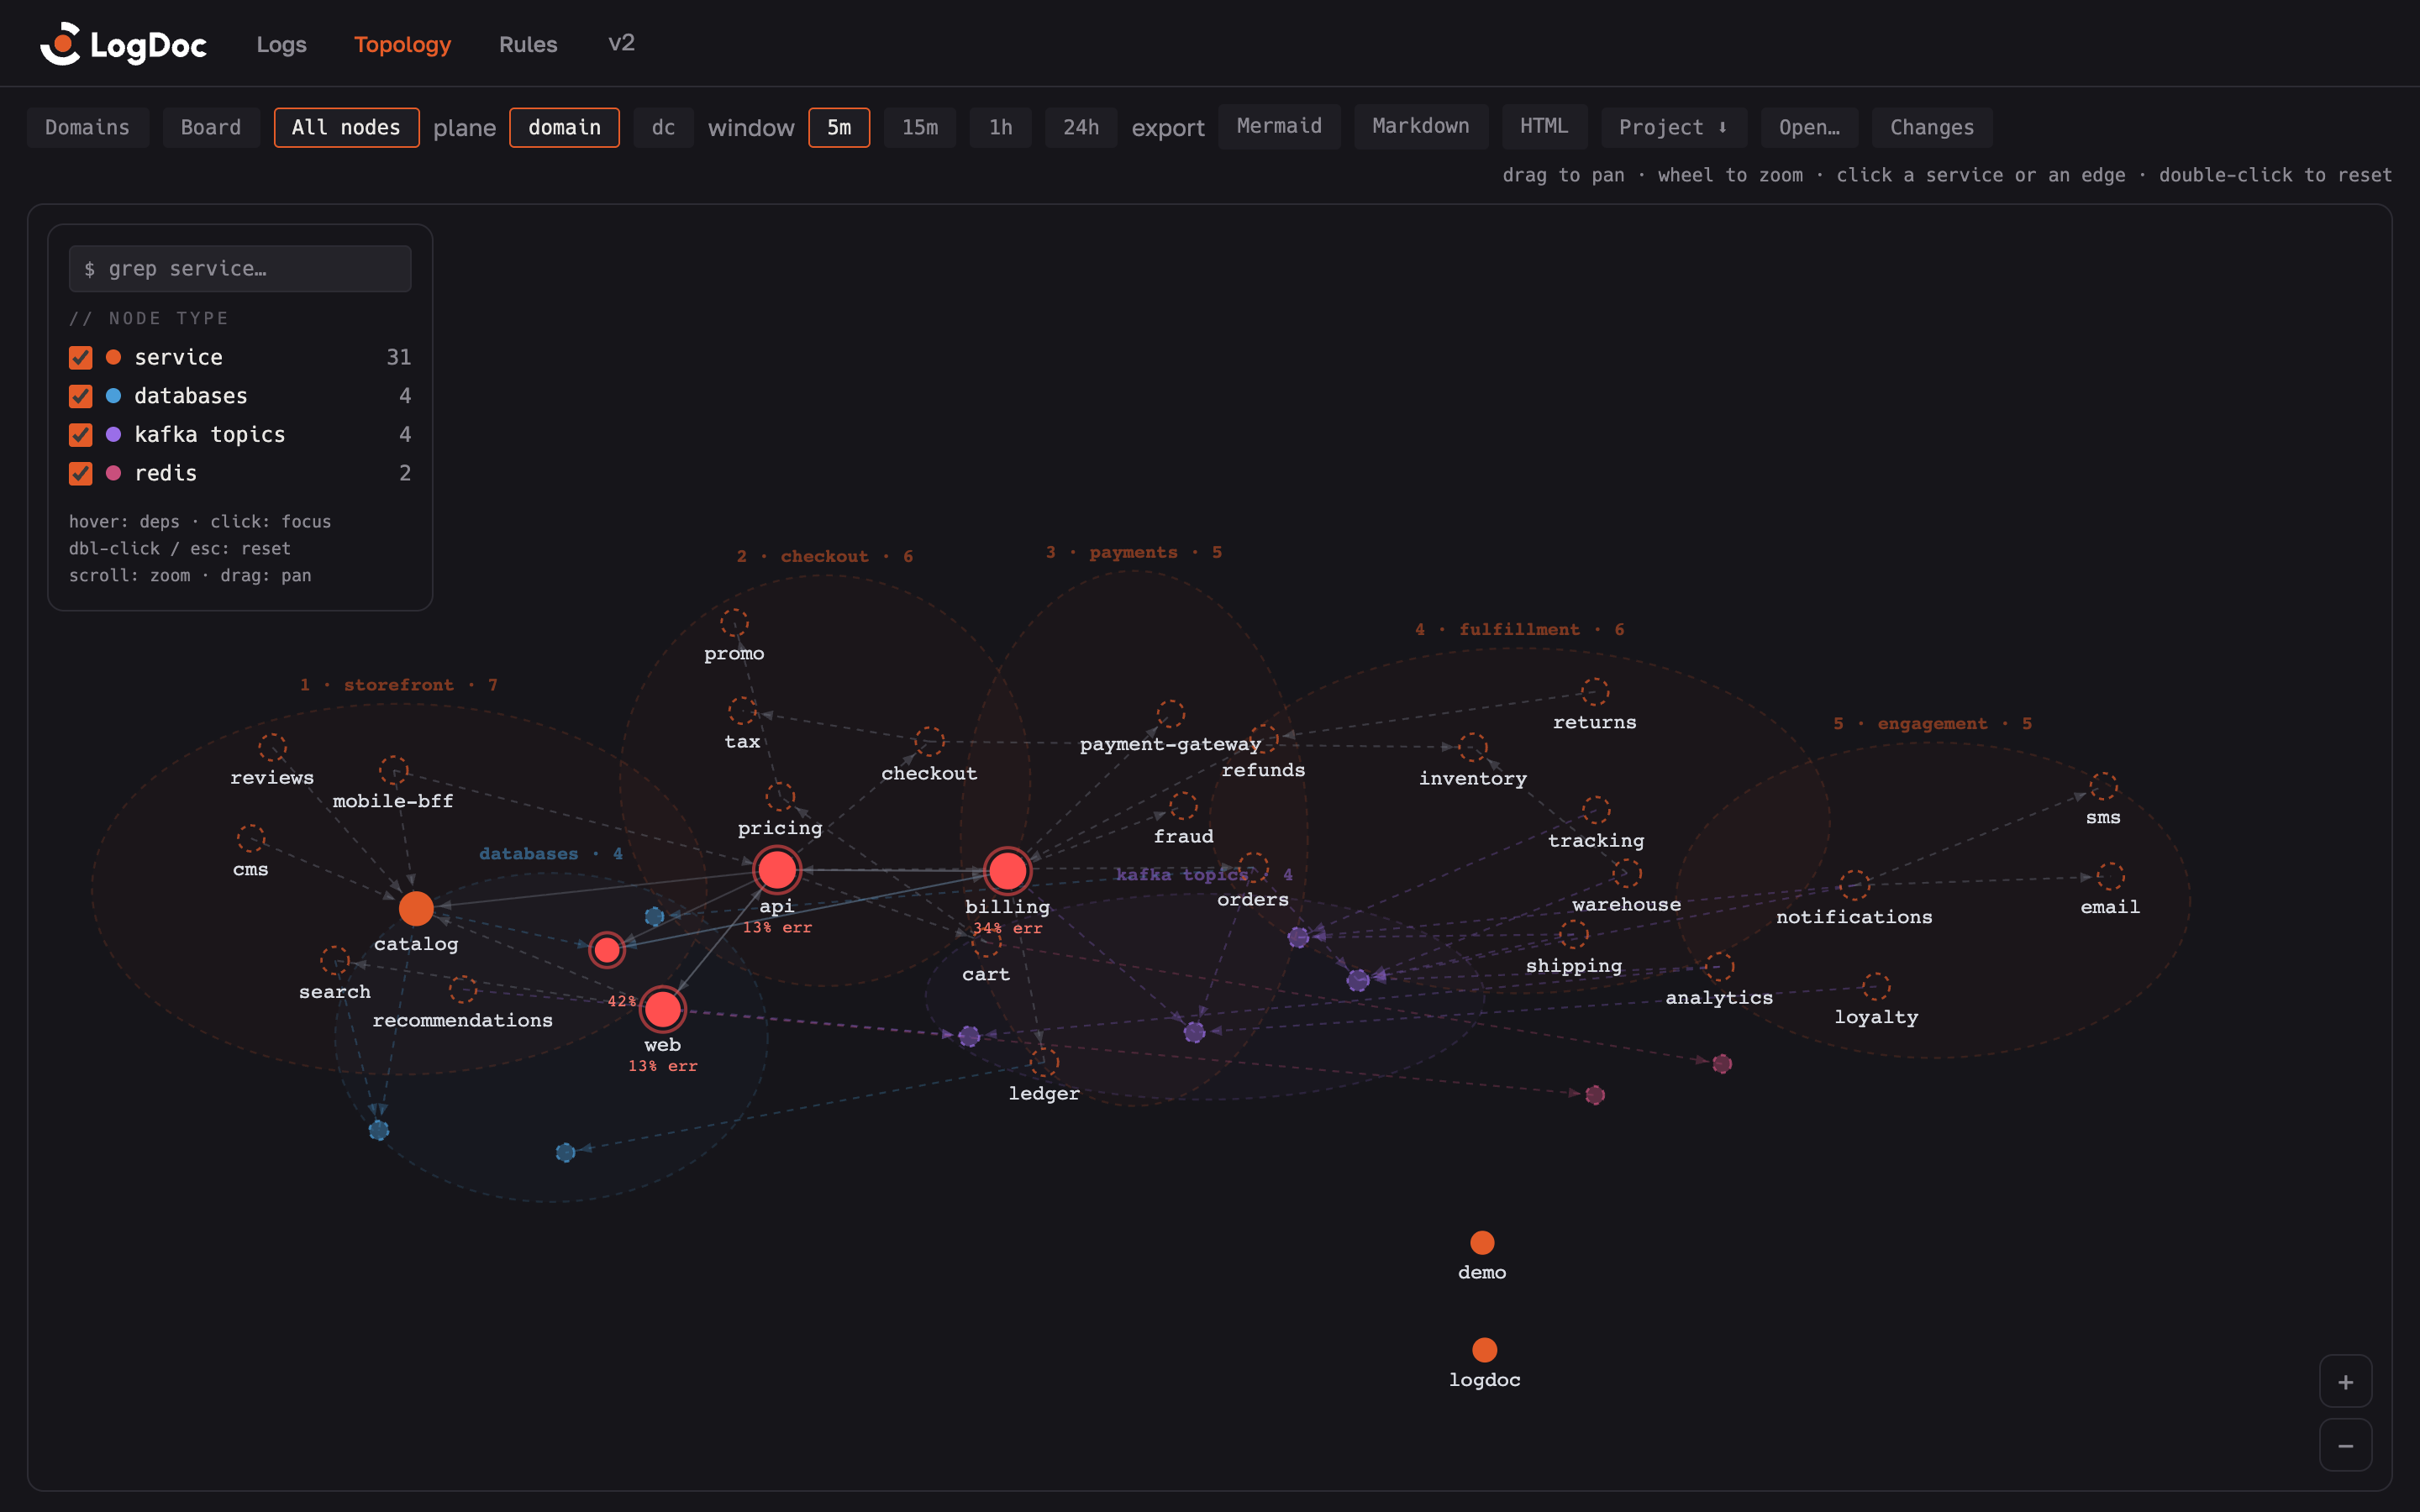 LogDoc Logs Topology Rules v2
Domains Board All nodes plane domain dc window 5m 15m 1h 24h export Mermaid Markdown HTML Project ⬇ Open… Changes
drag to pan · wheel to zoom · click a service or an edge · double-click to reset
$ grep service…
// NODE TYPE
service 31
databases 4
kafka topics 4
redis 2
hover: deps · click: focus
dbl-click / esc: reset
scroll: zoom · drag: pan
2 · checkout · 6
3 · payments · 5
4 · fulfillment · 6
promo
1 · storefront · 7
returns
5 · engagement · 5
tax
payment-gateway
refunds
checkout
reviews
inventory
mobile-bff
sms
pricing
fraud
tracking
databases · 4
cms
kafka topics · 4
orders
warehouse
api
13% err
billing
34% err
email
notifications
catalog
cart
shipping
search
42%
analytics
recommendations
loyalty
web
13% err
ledger
demo
logdoc
+
−